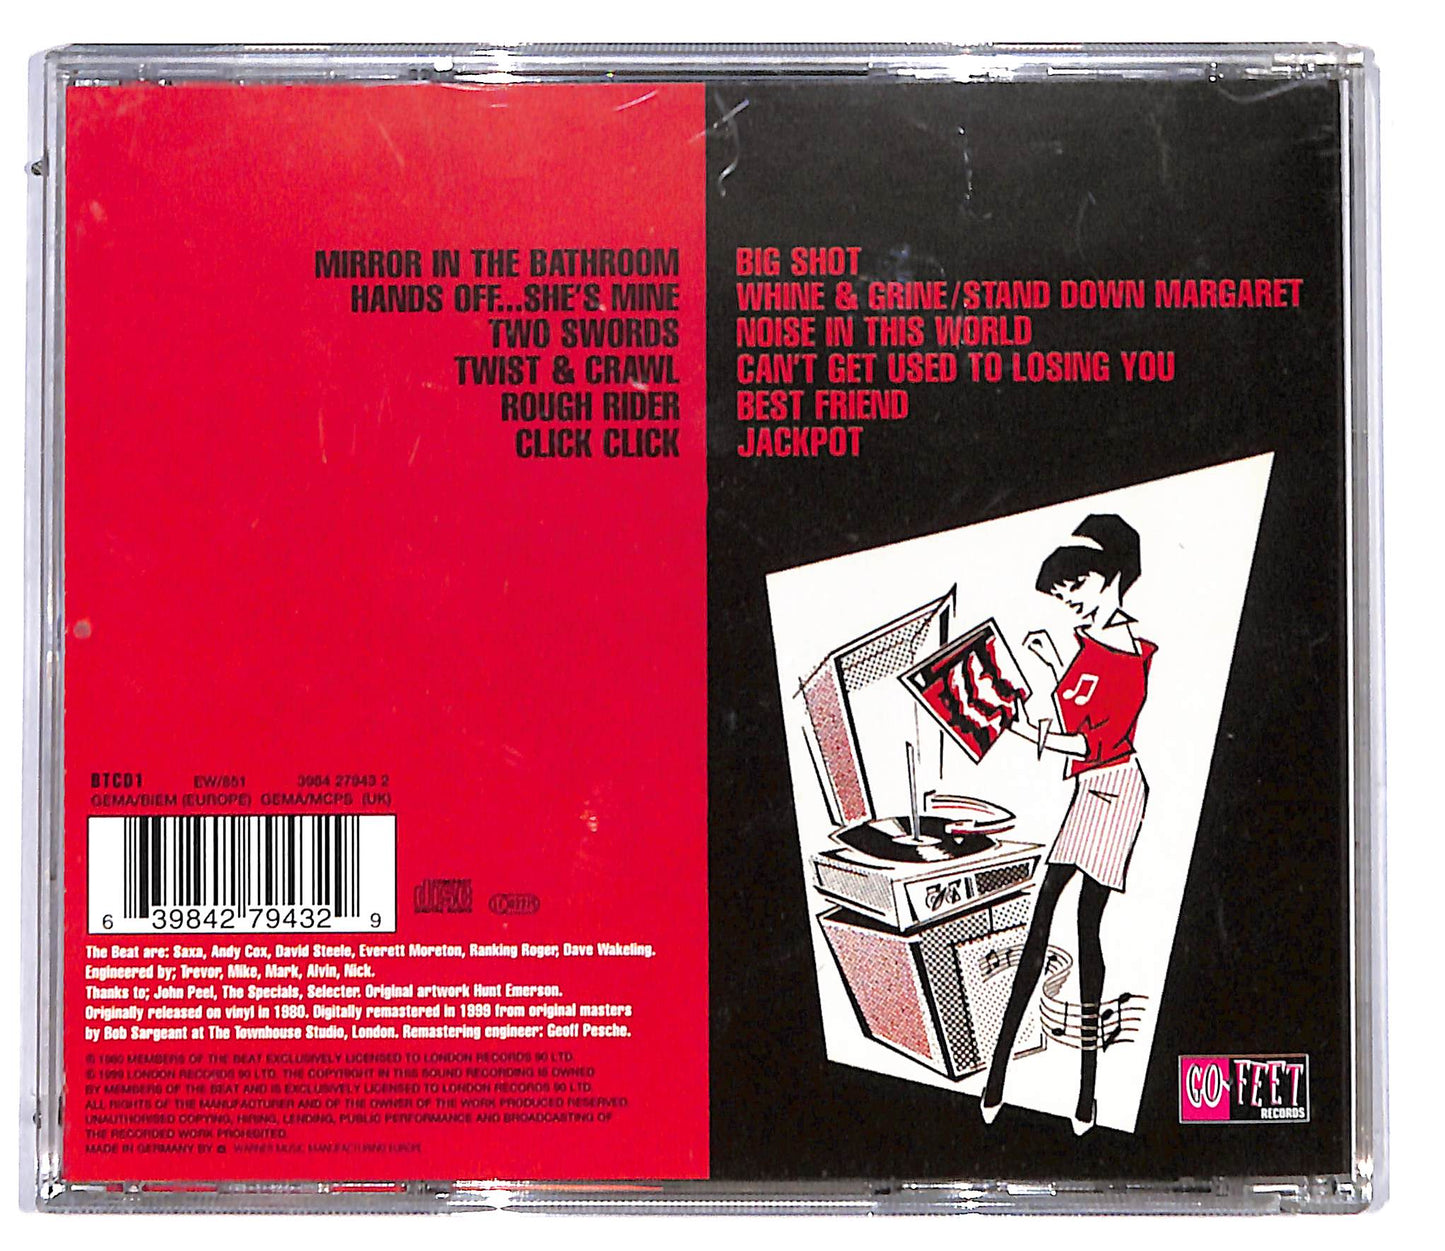 MIRROR IN THE BATHROOM
HANDS OFF...SHE'S MINE
TWO SWORDS
TWIST & CRAWL
ROUGH RIDER
CLICK CLICK
BIG SHOT
WHINE & GRINE/STAND DOWN MARGARET
NOISE IN THIS WORLD
CAN'T GET USED TO LOSING YOU
BEST FRIEND
JACKPOT
BTCD1 EW/851 3984 27943 2
GEMA/BIEM (EUROPE) GEMA/MCPS (UK)
6 39842 79432 9
COMPACT disc DIGITAL AUDIO
The Beat are: Saxa, Andy Cox, David Steele, Everett Moreton, Ranking Roger, Dave Wakeling.
Engineered by; Trevor, Mike, Mark, Alvin, Nick.
Thanks to; John Peel, The Specials, Selecter. Original artwork Hunt Emerson.
Originally released on vinyl in 1980. Digitally remastered in 1999 from original masters
by Bob Sargeant at The Townhouse Studio, London. Remastering engineer: Geoff Pesche.
℗ 1980 MEMBERS OF THE BEAT EXCLUSIVELY LICENSED TO LONDON RECORDS 90 LTD.
© 1999 LONDON RECORDS 90 LTD. THE COPYRIGHT IN THIS SOUND RECORDING IS OWNED
BY MEMBERS OF THE BEAT AND IS EXCLUSIVELY LICENSED TO LONDON RECORDS 90 LTD.
ALL RIGHTS OF THE MANUFACTURER AND OF THE OWNER OF THE WORK PRODUCED RESERVED.
UNAUTHORISED COPYING, HIRING, LENDING, PUBLIC PERFORMANCE AND BROADCASTING OF
THE RECORDED WORK PROHIBITED.
MADE IN GERMANY BY WARNER MUSIC MANUFACTURING EUROPE
GO-FEET
RECORDS